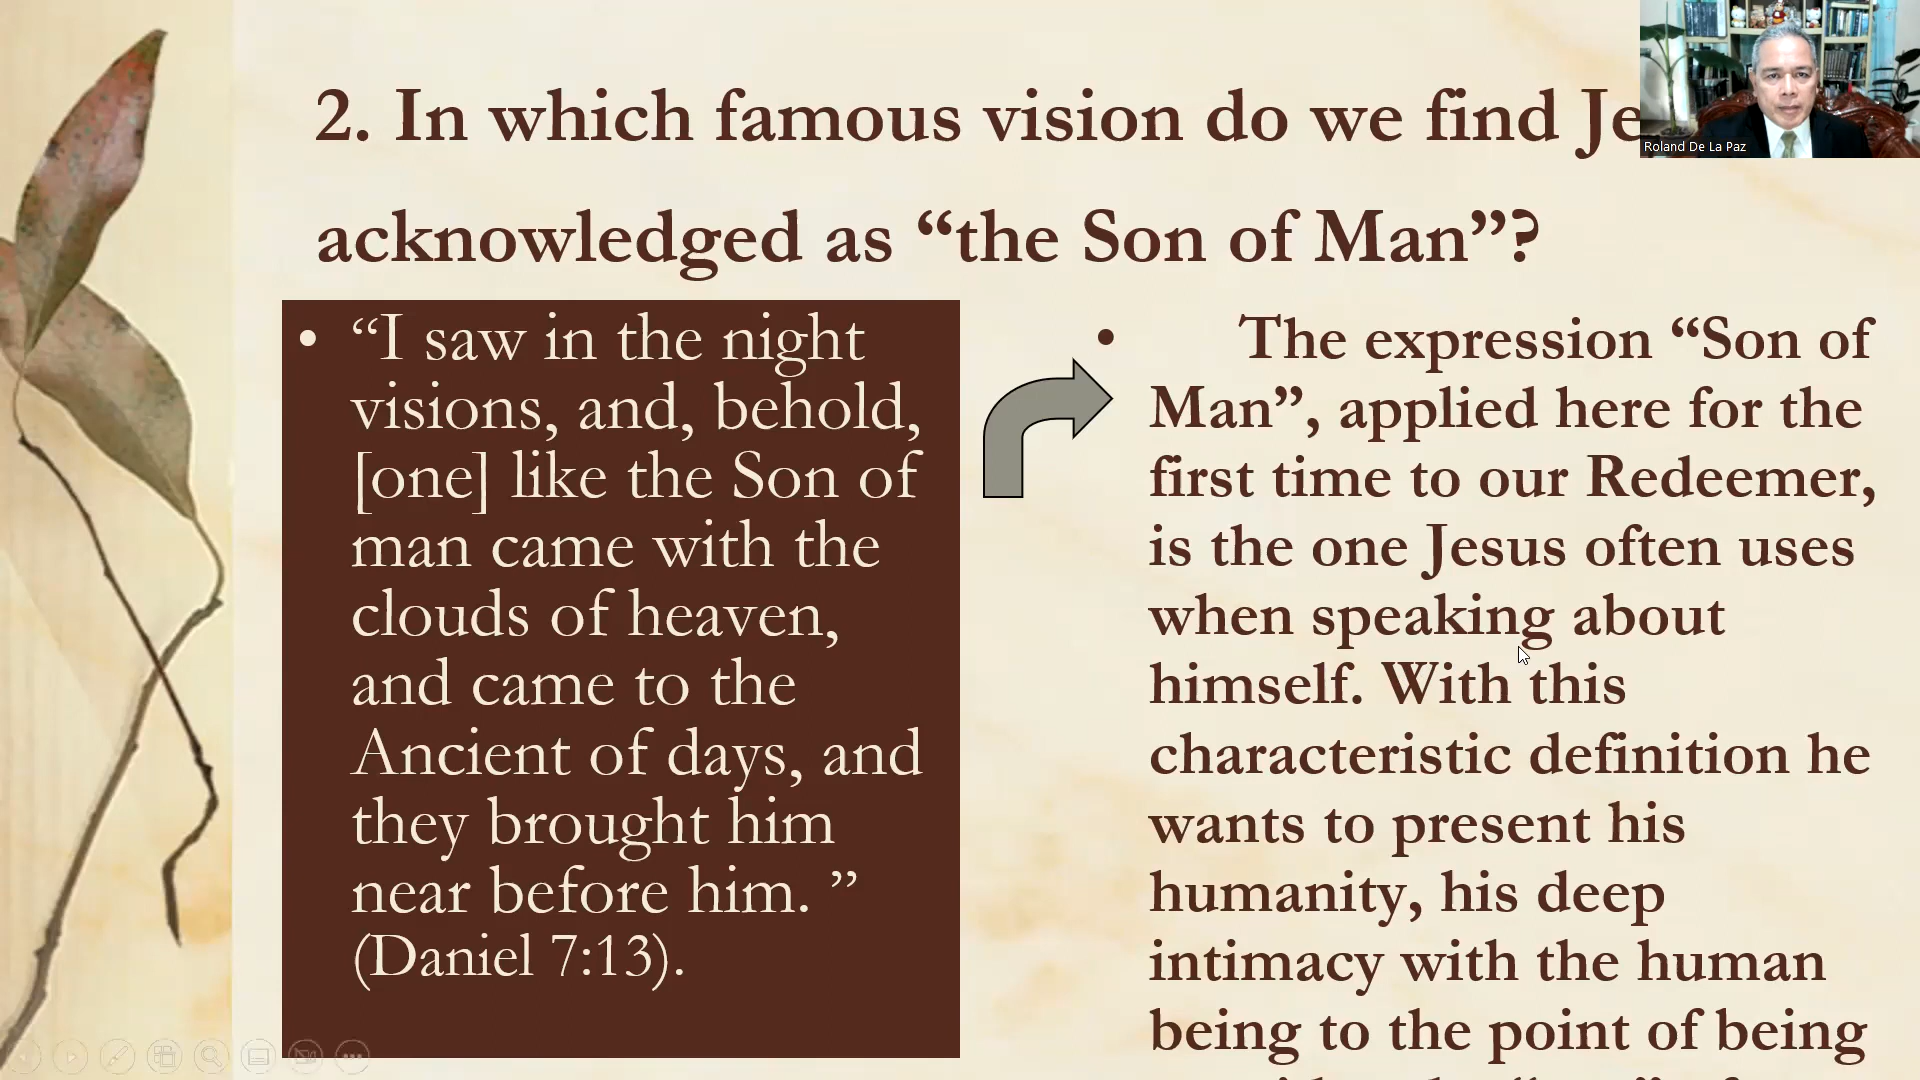 2. In which famous vision do we find Je
acknowledged as “the Son of Man”?
• “I saw in the night
visions, and, behold,
[one] like the Son of
man came with the
clouds of heaven,
and came to the
Ancient of days, and
they brought him
near before him. ”
(Daniel 7:13).
• The expression “Son of
Man”, applied here for the
first time to our Redeemer,
is the one Jesus often uses
when speaking about
himself. With this
characteristic definition he
wants to present his
humanity, his deep
intimacy with the human
being to the point of being
Roland De La Paz